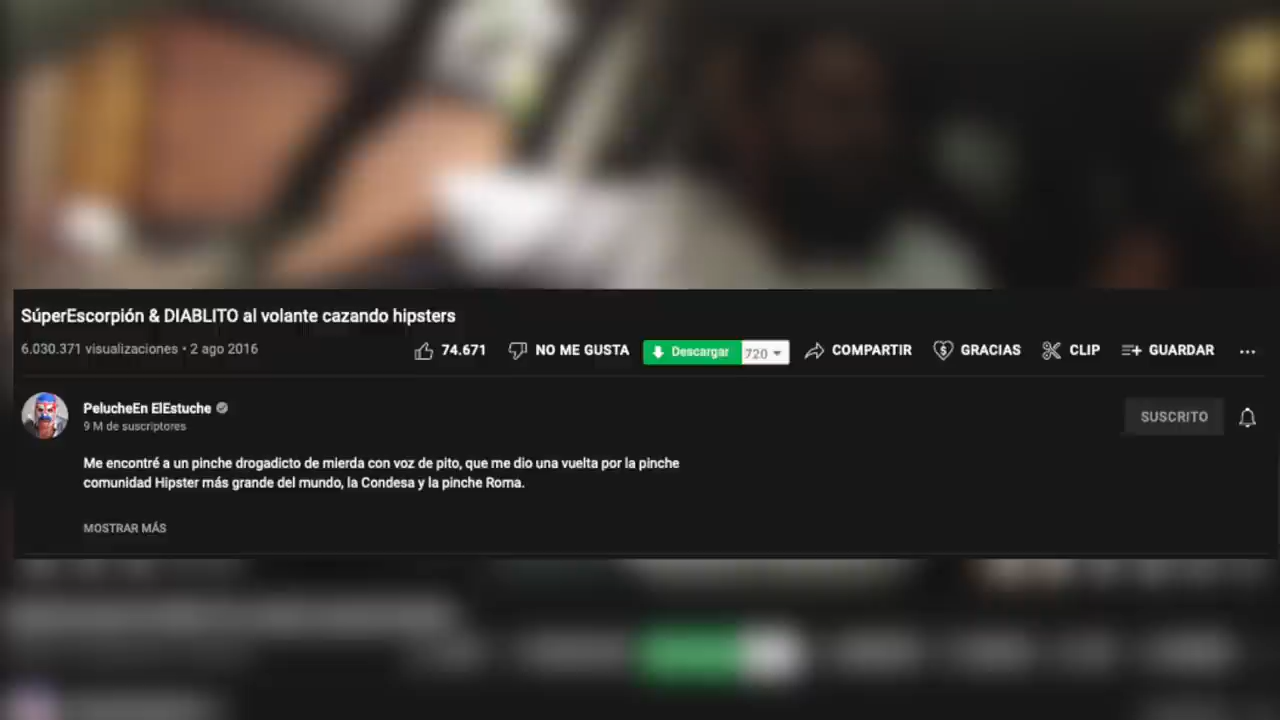 SúperEscorpión & DIABLITO al volante cazando hipsters
6.030.371 visualizaciones • 2 ago 2016
74.671 NO ME GUSTA Descargar 720 COMPARTIR GRACIAS CLIP GUARDAR
PelucheEn ElEstuche
9 M de suscriptores
SUSCRITO
Me encontré a un pinche drogadicto de mierda con voz de pito, que me dio una vuelta por la pinche
comunidad Hipster más grande del mundo, la Condesa y la pinche Roma.
MOSTRAR MÁS